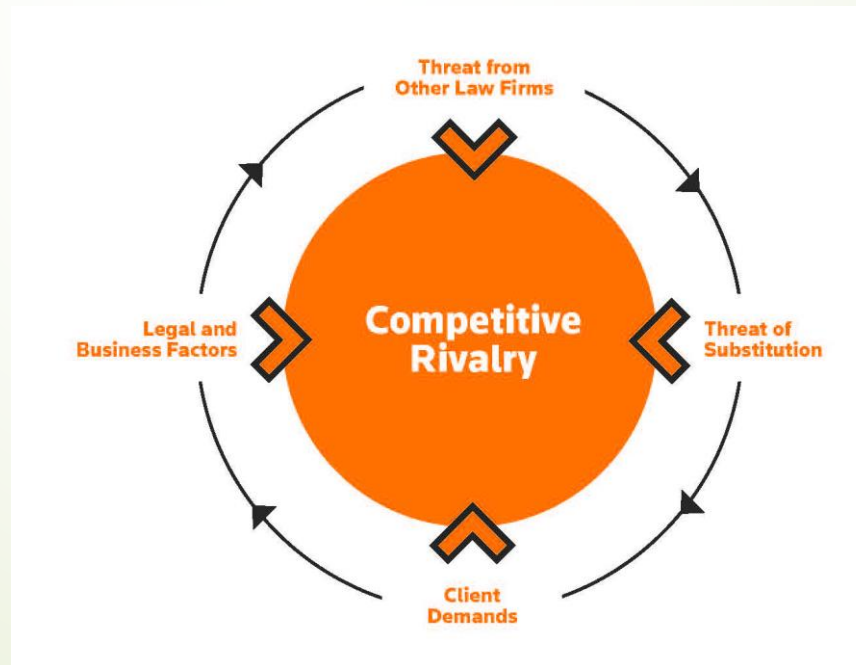 Threat from
Other Law Firms
Legal and
Business Factors
Competitive
Rivalry
Threat of
Substitution
Client
Demands